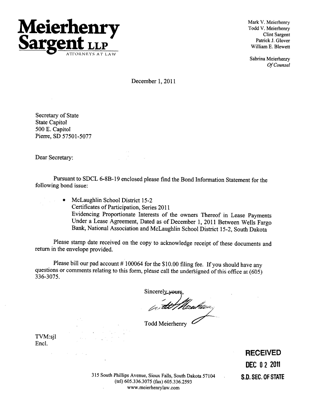 Meierhenry
Sargent LLP
ATTORNEYS AT LAW
Mark V. Meierhenry
Todd V. Meierhenry
Clint Sargent
Patrick J. Glover
William E. Blewett
Sabrina Meierhenry
Of Counsel
December 1, 2011
Secretary of State
State Capitol
500 E. Capitol
Pierre, SD 57501-5077
Dear Secretary:
Pursuant to SDCL 6-8B-19 enclosed please find the Bond Information Statement for the
following bond issue:
• McLaughlin School District 15-2
Certificates of Participation, Series 2011
Evidencing Proportionate Interests of the owners Thereof in Lease Payments
Under a Lease Agreement, Dated as of December 1, 2011 Between Wells Fargo
Bank, National Association and McLaughlin School District 15-2, South Dakota
Please stamp date received on the copy to acknowledge receipt of these documents and
return in the envelope provided.
Please bill our pad account # 100064 for the $10.00 filing fee. If you should have any
questions or comments relating to this form, please call the undersigned of this office at (605)
336-3075.
Sincerely yours,
Todd Meierhenry
TVM:sjl
Encl.
RECEIVED
DEC 02 2011
S.D. SEC. OF STATE
315 South Phillips Avenue, Sioux Falls, South Dakota 57104
(tel) 605.336.3075 (fax) 605.336.2593
www.meierhenrylaw.com